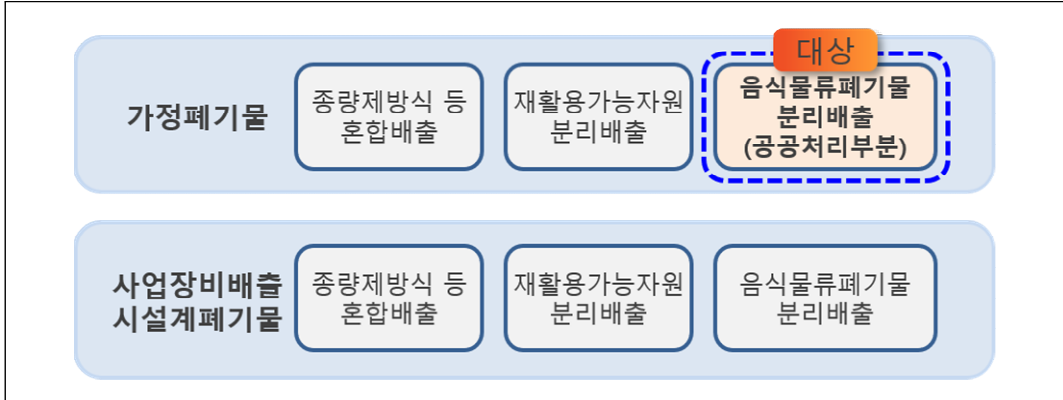 대상
가정폐기물
종량제방식 등
혼합배출
재활용가능자원
분리배출
음식물류폐기물
분리배출
(공공처리부분)
사업장비배출
시설계폐기물
종량제방식 등
혼합배출
재활용가능자원
분리배출
음식물류폐기물
분리배출